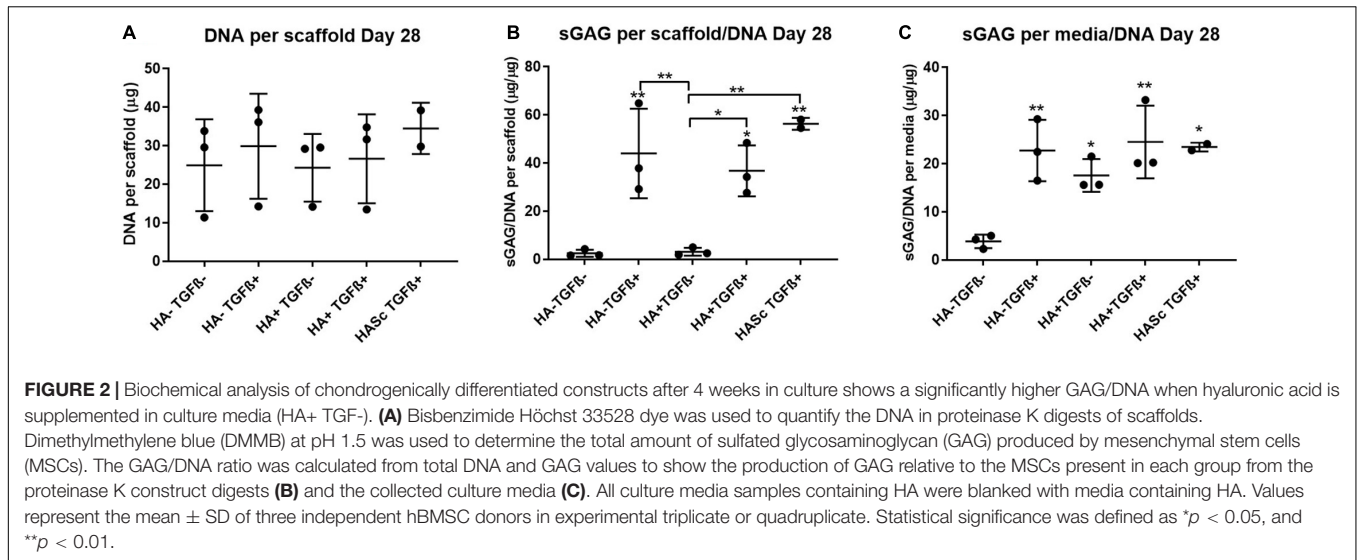 A
DNA per scaffold Day 28
DNA per scaffold (µg)
50
40
30
20
10
0
HA- TGFß-
HA- TGFß+
HA+ TGFß-
HA+ TGFß+
HASc TGFß+
B
sGAG per scaffold/DNA Day 28
sGAG/DNA per scaffold (µg/µg)
80
60
40
20
0
**
**
**
*
*
**
HA- TGFß-
HA-TGFß+
HA+TGFß-
HA+TGFß+
HASc TGFß+
C
sGAG per media/DNA Day 28
sGAG/DNA per media (µg/µg)
40
30
20
10
0
**
*
**
*
HA-TGFß-
HA-TGFß+
HA+TGFß-
HA+TGFß+
HASc TGFß+
FIGURE 2 | Biochemical analysis of chondrogenically differentiated constructs after 4 weeks in culture shows a significantly higher GAG/DNA when hyaluronic acid is
supplemented in culture media (HA+ TGF-). (A) Bisbenzimide Höchst 33528 dye was used to quantify the DNA in proteinase K digests of scaffolds.
Dimethylmethylene blue (DMMB) at pH 1.5 was used to determine the total amount of sulfated glycosaminoglycan (GAG) produced by mesenchymal stem cells
(MSCs). The GAG/DNA ratio was calculated from total DNA and GAG values to show the production of GAG relative to the MSCs present in each group from the
proteinase K construct digests (B) and the collected culture media (C). All culture media samples containing HA were blanked with media containing HA. Values
represent the mean ± SD of three independent hBMSC donors in experimental triplicate or quadruplicate. Statistical significance was defined as *p < 0.05, and
**p < 0.01.